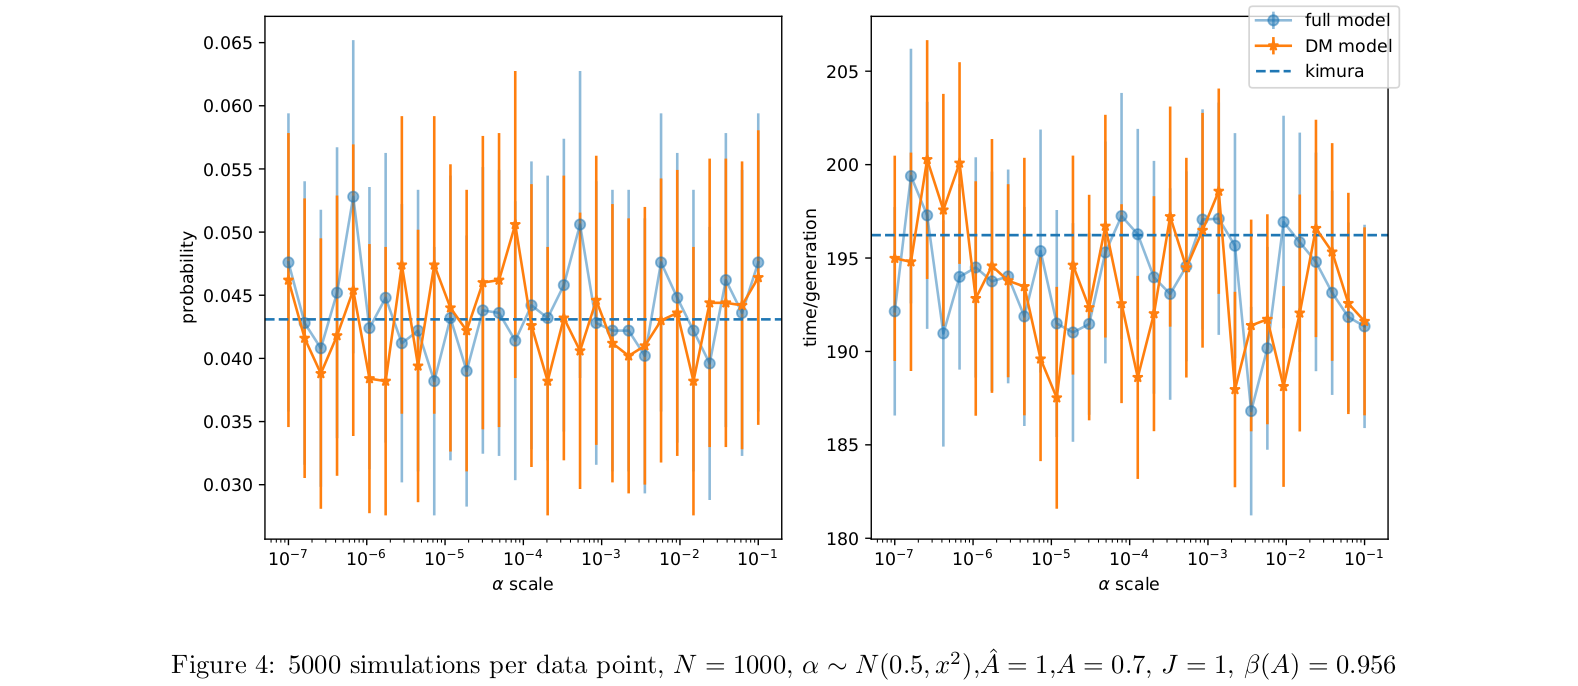 full model
DM model
kimura
0.065
0.060
0.055
0.050
0.045
0.040
0.035
0.030
probability
10⁻⁷ 10⁻⁶ 10⁻⁵ 10⁻⁴ 10⁻³ 10⁻² 10⁻¹
α scale
205
200
195
190
185
180
time/generation
10⁻⁷ 10⁻⁶ 10⁻⁵ 10⁻⁴ 10⁻³ 10⁻² 10⁻¹
α scale
Figure 4: 5000 simulations per data point, N = 1000, α ∼ N(0.5, x²),Â = 1,A = 0.7, J = 1, β(A) = 0.956